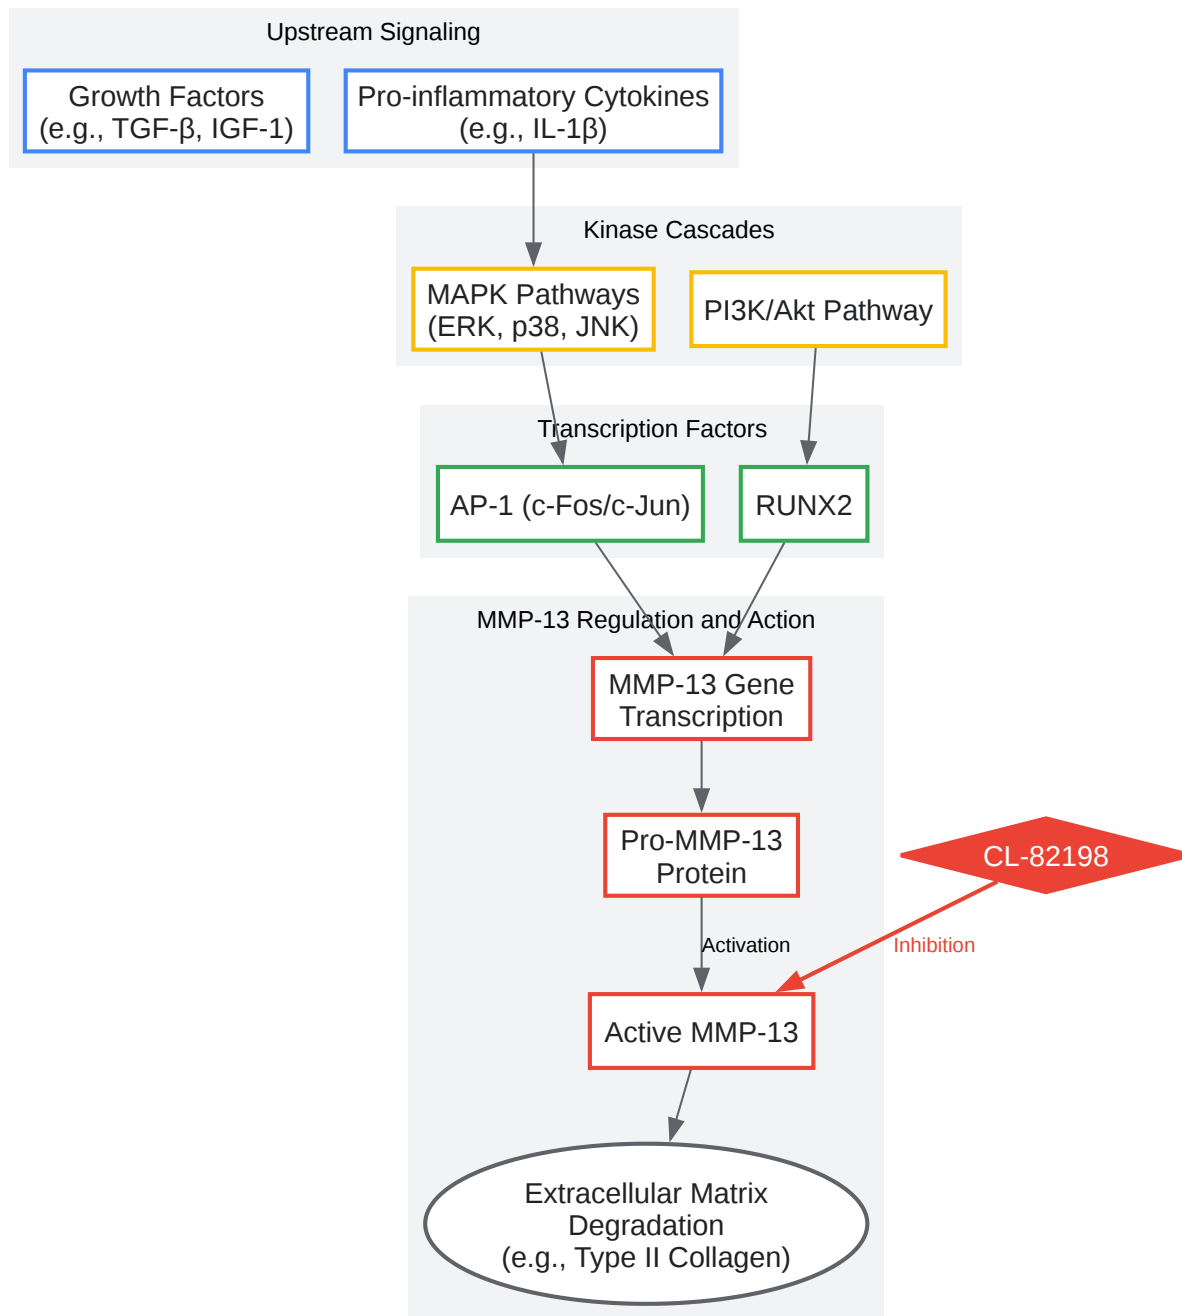 Upstream Signaling
Growth Factors
(e.g., TGF-β, IGF-1)
Pro-inflammatory Cytokines
(e.g., IL-1β)
Kinase Cascades
MAPK Pathways
(ERK, p38, JNK)
PI3K/Akt Pathway
Transcription Factors
AP-1 (c-Fos/c-Jun)
RUNX2
MMP-13 Regulation and Action
MMP-13 Gene
Transcription
Pro-MMP-13
Protein
CL-82198
Activation
Inhibition
Active MMP-13
Extracellular Matrix
Degradation
(e.g., Type II Collagen)